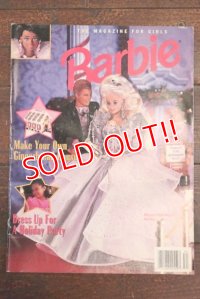 THE MAGAZINE FOR GIRLS
Barbie
SOLD OUT!!
Make Your Own
Dress Up For
A Holiday Party